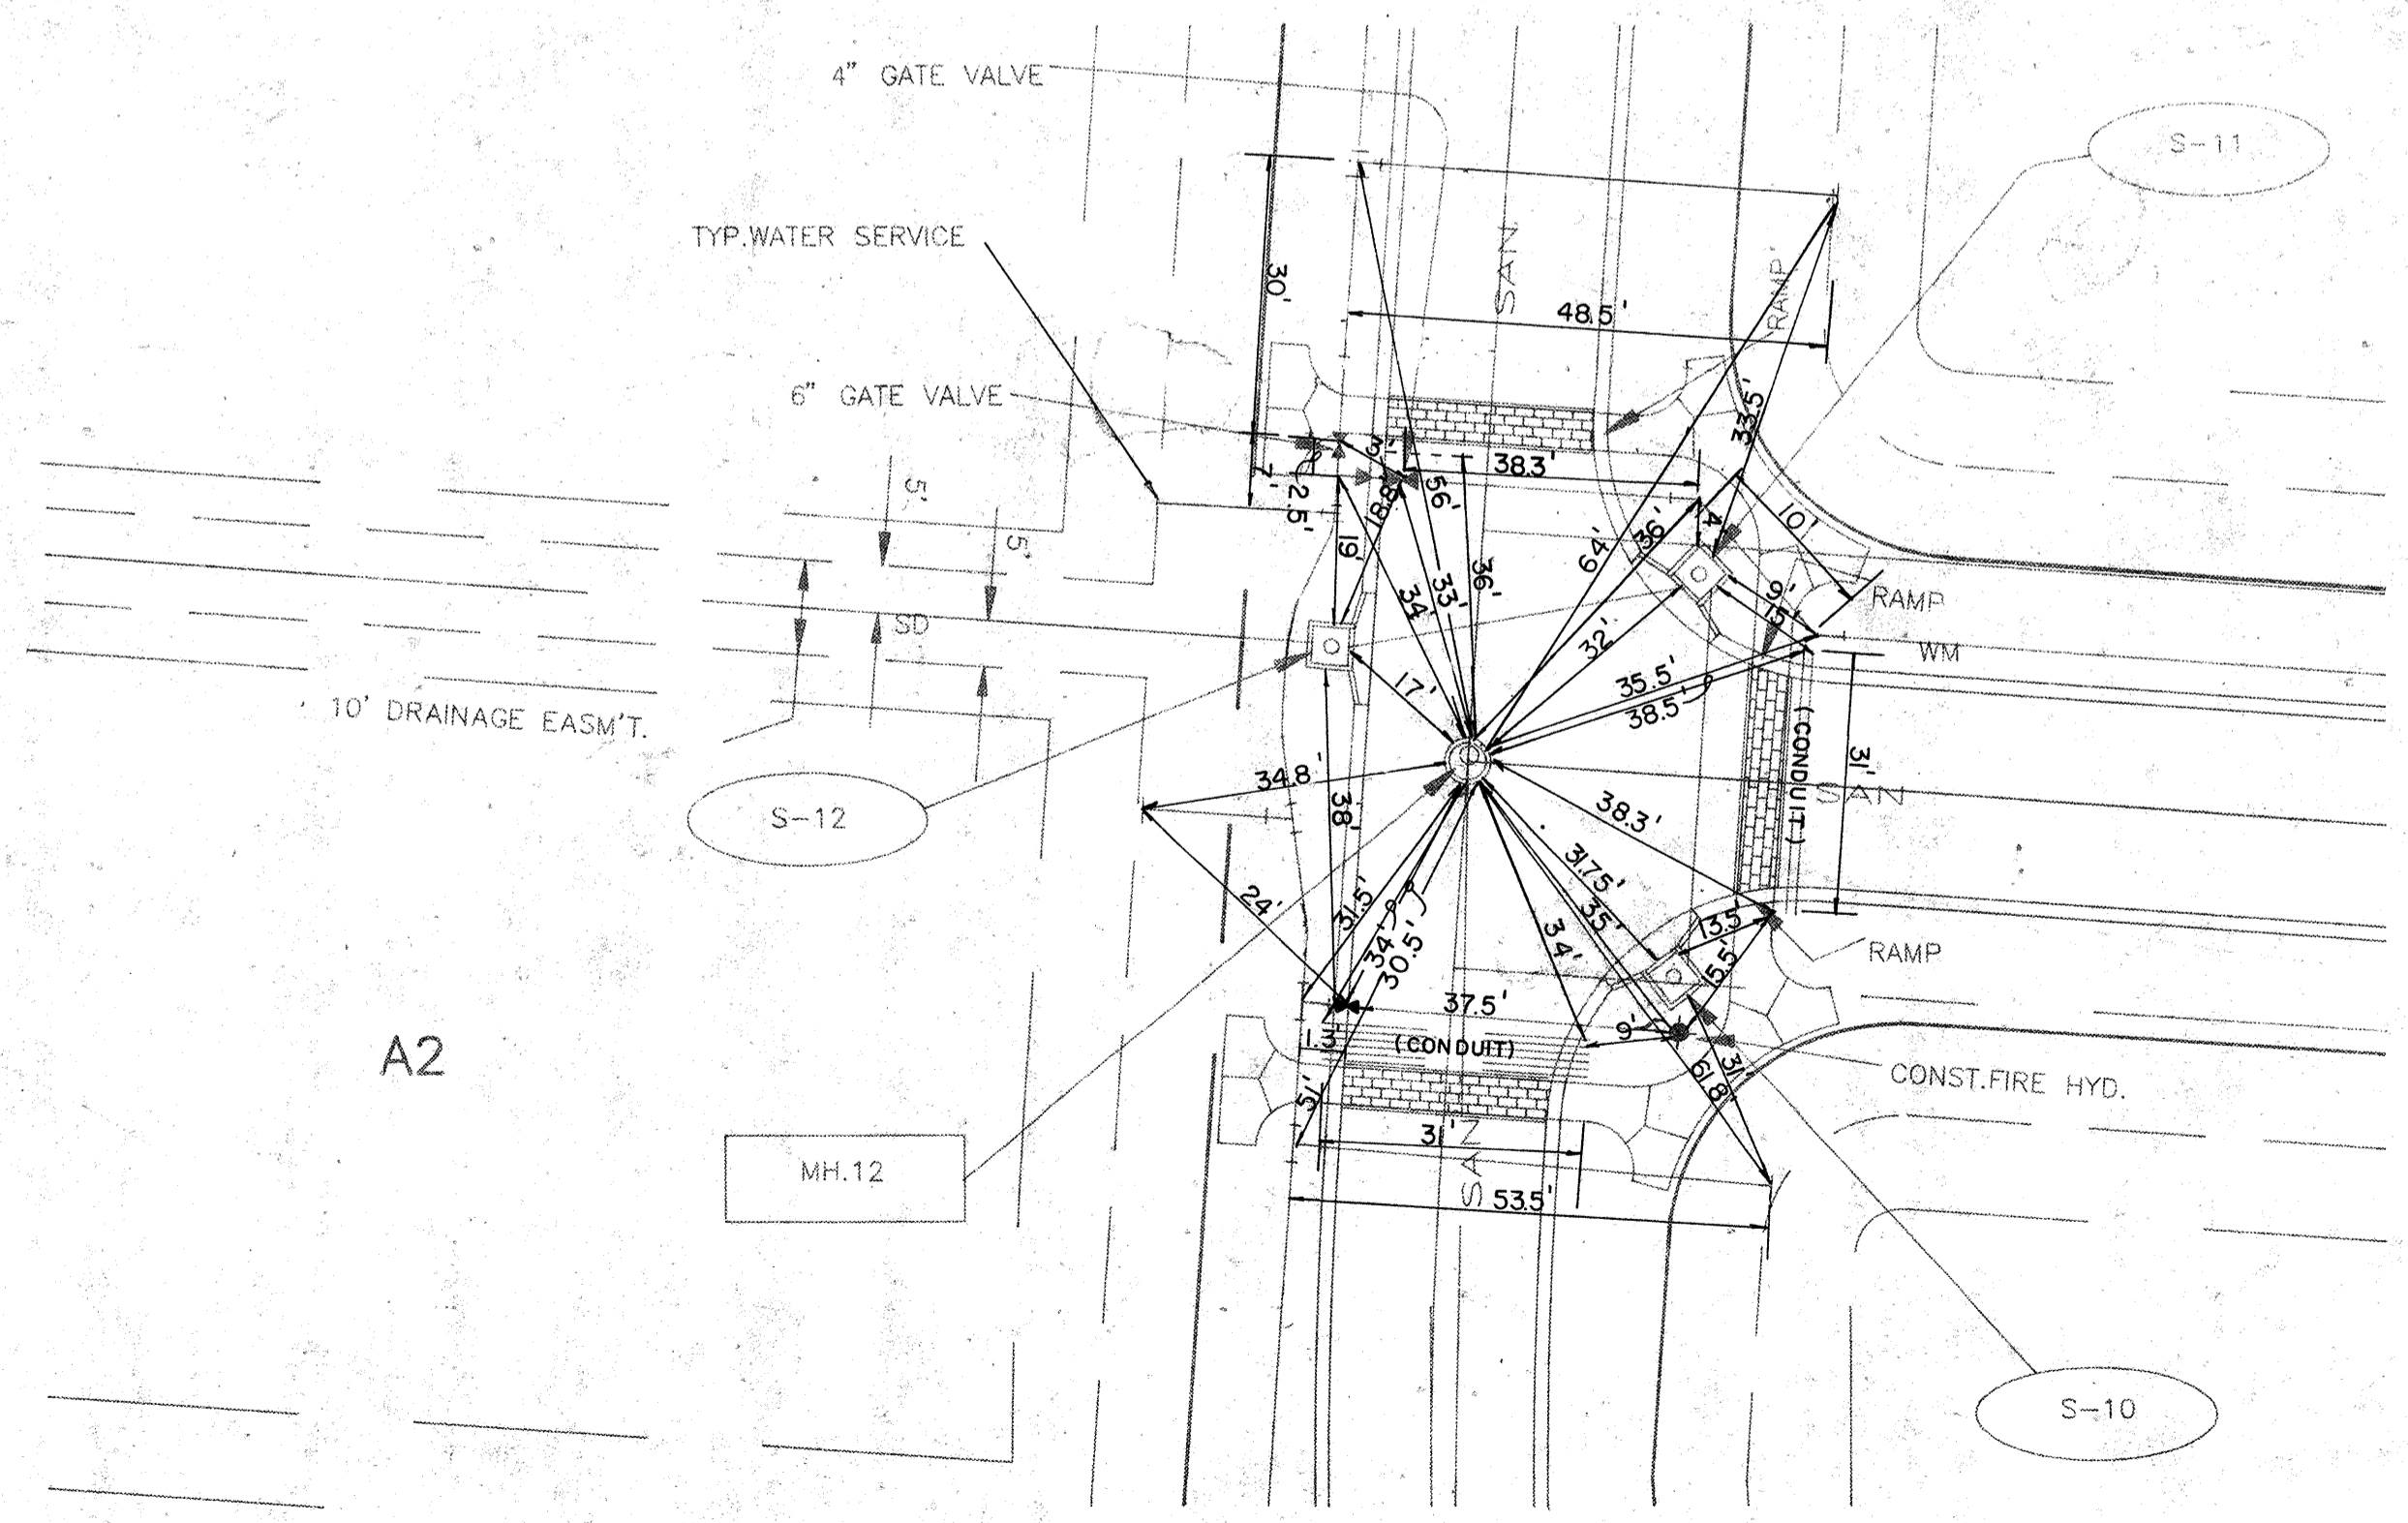 4" GATE VALVE
S-11
TYP.WATER SERVICE
SAN
30'
RAMP
48.5'
6" GATE VALVE
33.5'
3'
38.3'
7'
2.5'
18.8'
56'
36'
4'
10'
5'
5'
19'
64'
36'
34'
33'
9'
15'
RAMP
SD
32'
WM
17'
35.5'
38.5'
10' DRAINAGE EASM'T.
(CONDUIT)
31'
34.8'
SAN
S-12
38'
38.3'
31.75'
24'
31.5'
35'
13.5'
34'
34'
30.5'
15.5'
RAMP
37.5'
9'
1.3'
(CONDUIT)
A2
31'
61.8'
CONST.FIRE HYD.
5'
31'
MH.12
SAN
53.5'
S-10